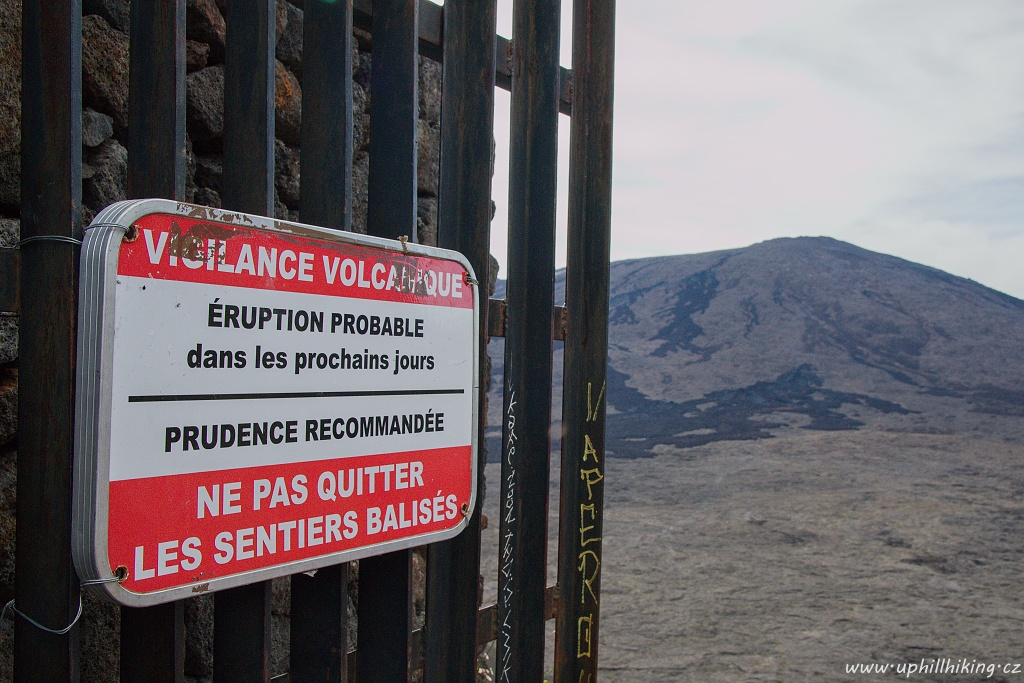 VIGILANCE VOLCANIQUE
ÉRUPTION PROBABLE
dans les prochains jours
PRUDENCE RECOMMANDÉE
NE PAS QUITTER
LES SENTIERS BALISÉS
www.uphillhiking.cz